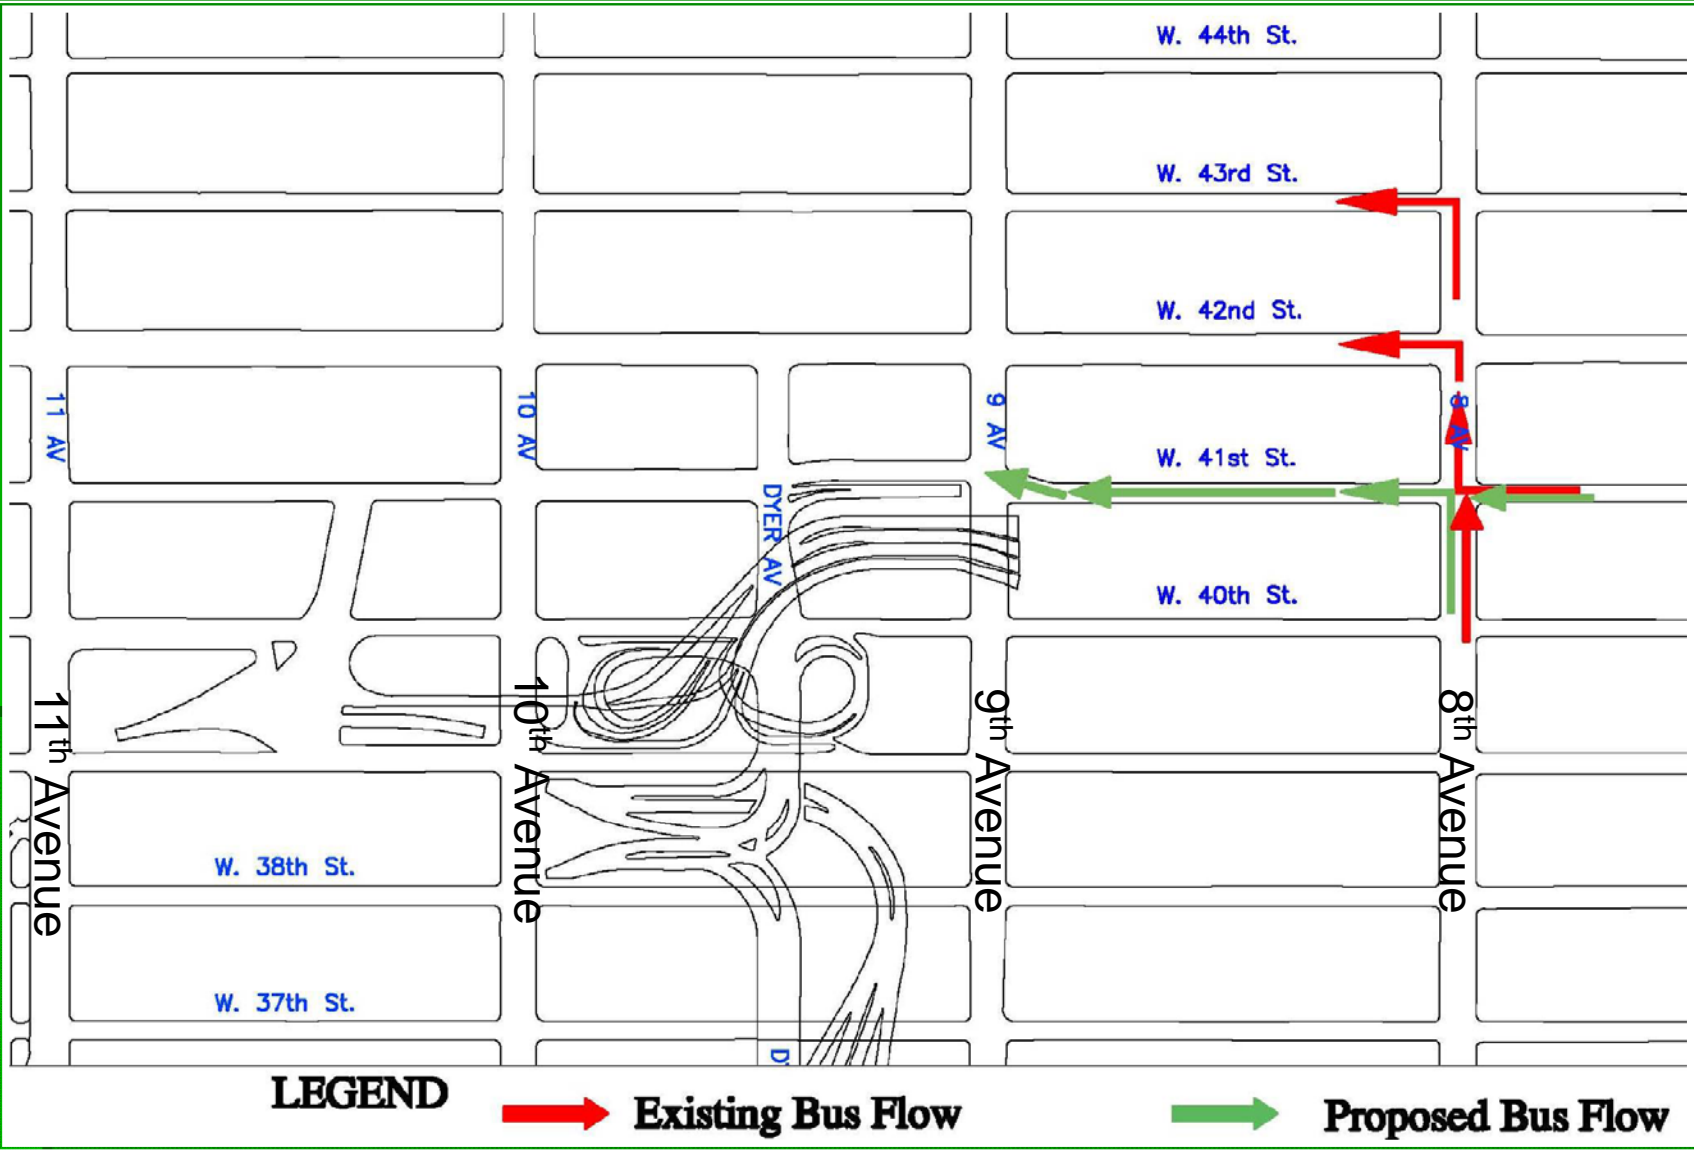 W. 44th St.
W. 43rd St.
W. 42nd St.
11 AV
10 AV
9 AV
8 AV
W. 41st St.
DYER AV
W. 40th St.
11th Avenue
10th Avenue
9th Avenue
8th Avenue
W. 38th St.
W. 37th St.
LEGEND
Existing Bus Flow
Proposed Bus Flow